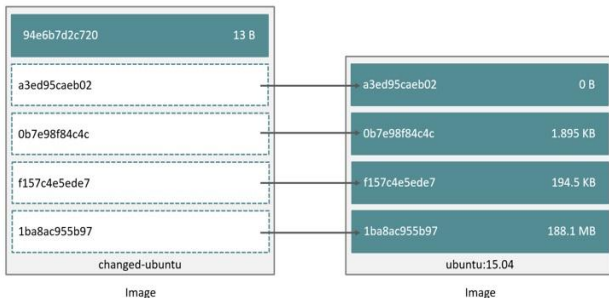 94e6b7d2c720 13 B
a3ed95caeb02
0b7e98f84c4c
f157c4e5ede7
1ba8ac955b97
changed-ubuntu
Image
a3ed95caeb02 0 B
0b7e98f84c4c 1.895 KB
f157c4e5ede7 194.5 KB
1ba8ac955b97 188.1 MB
ubuntu:15.04
Image